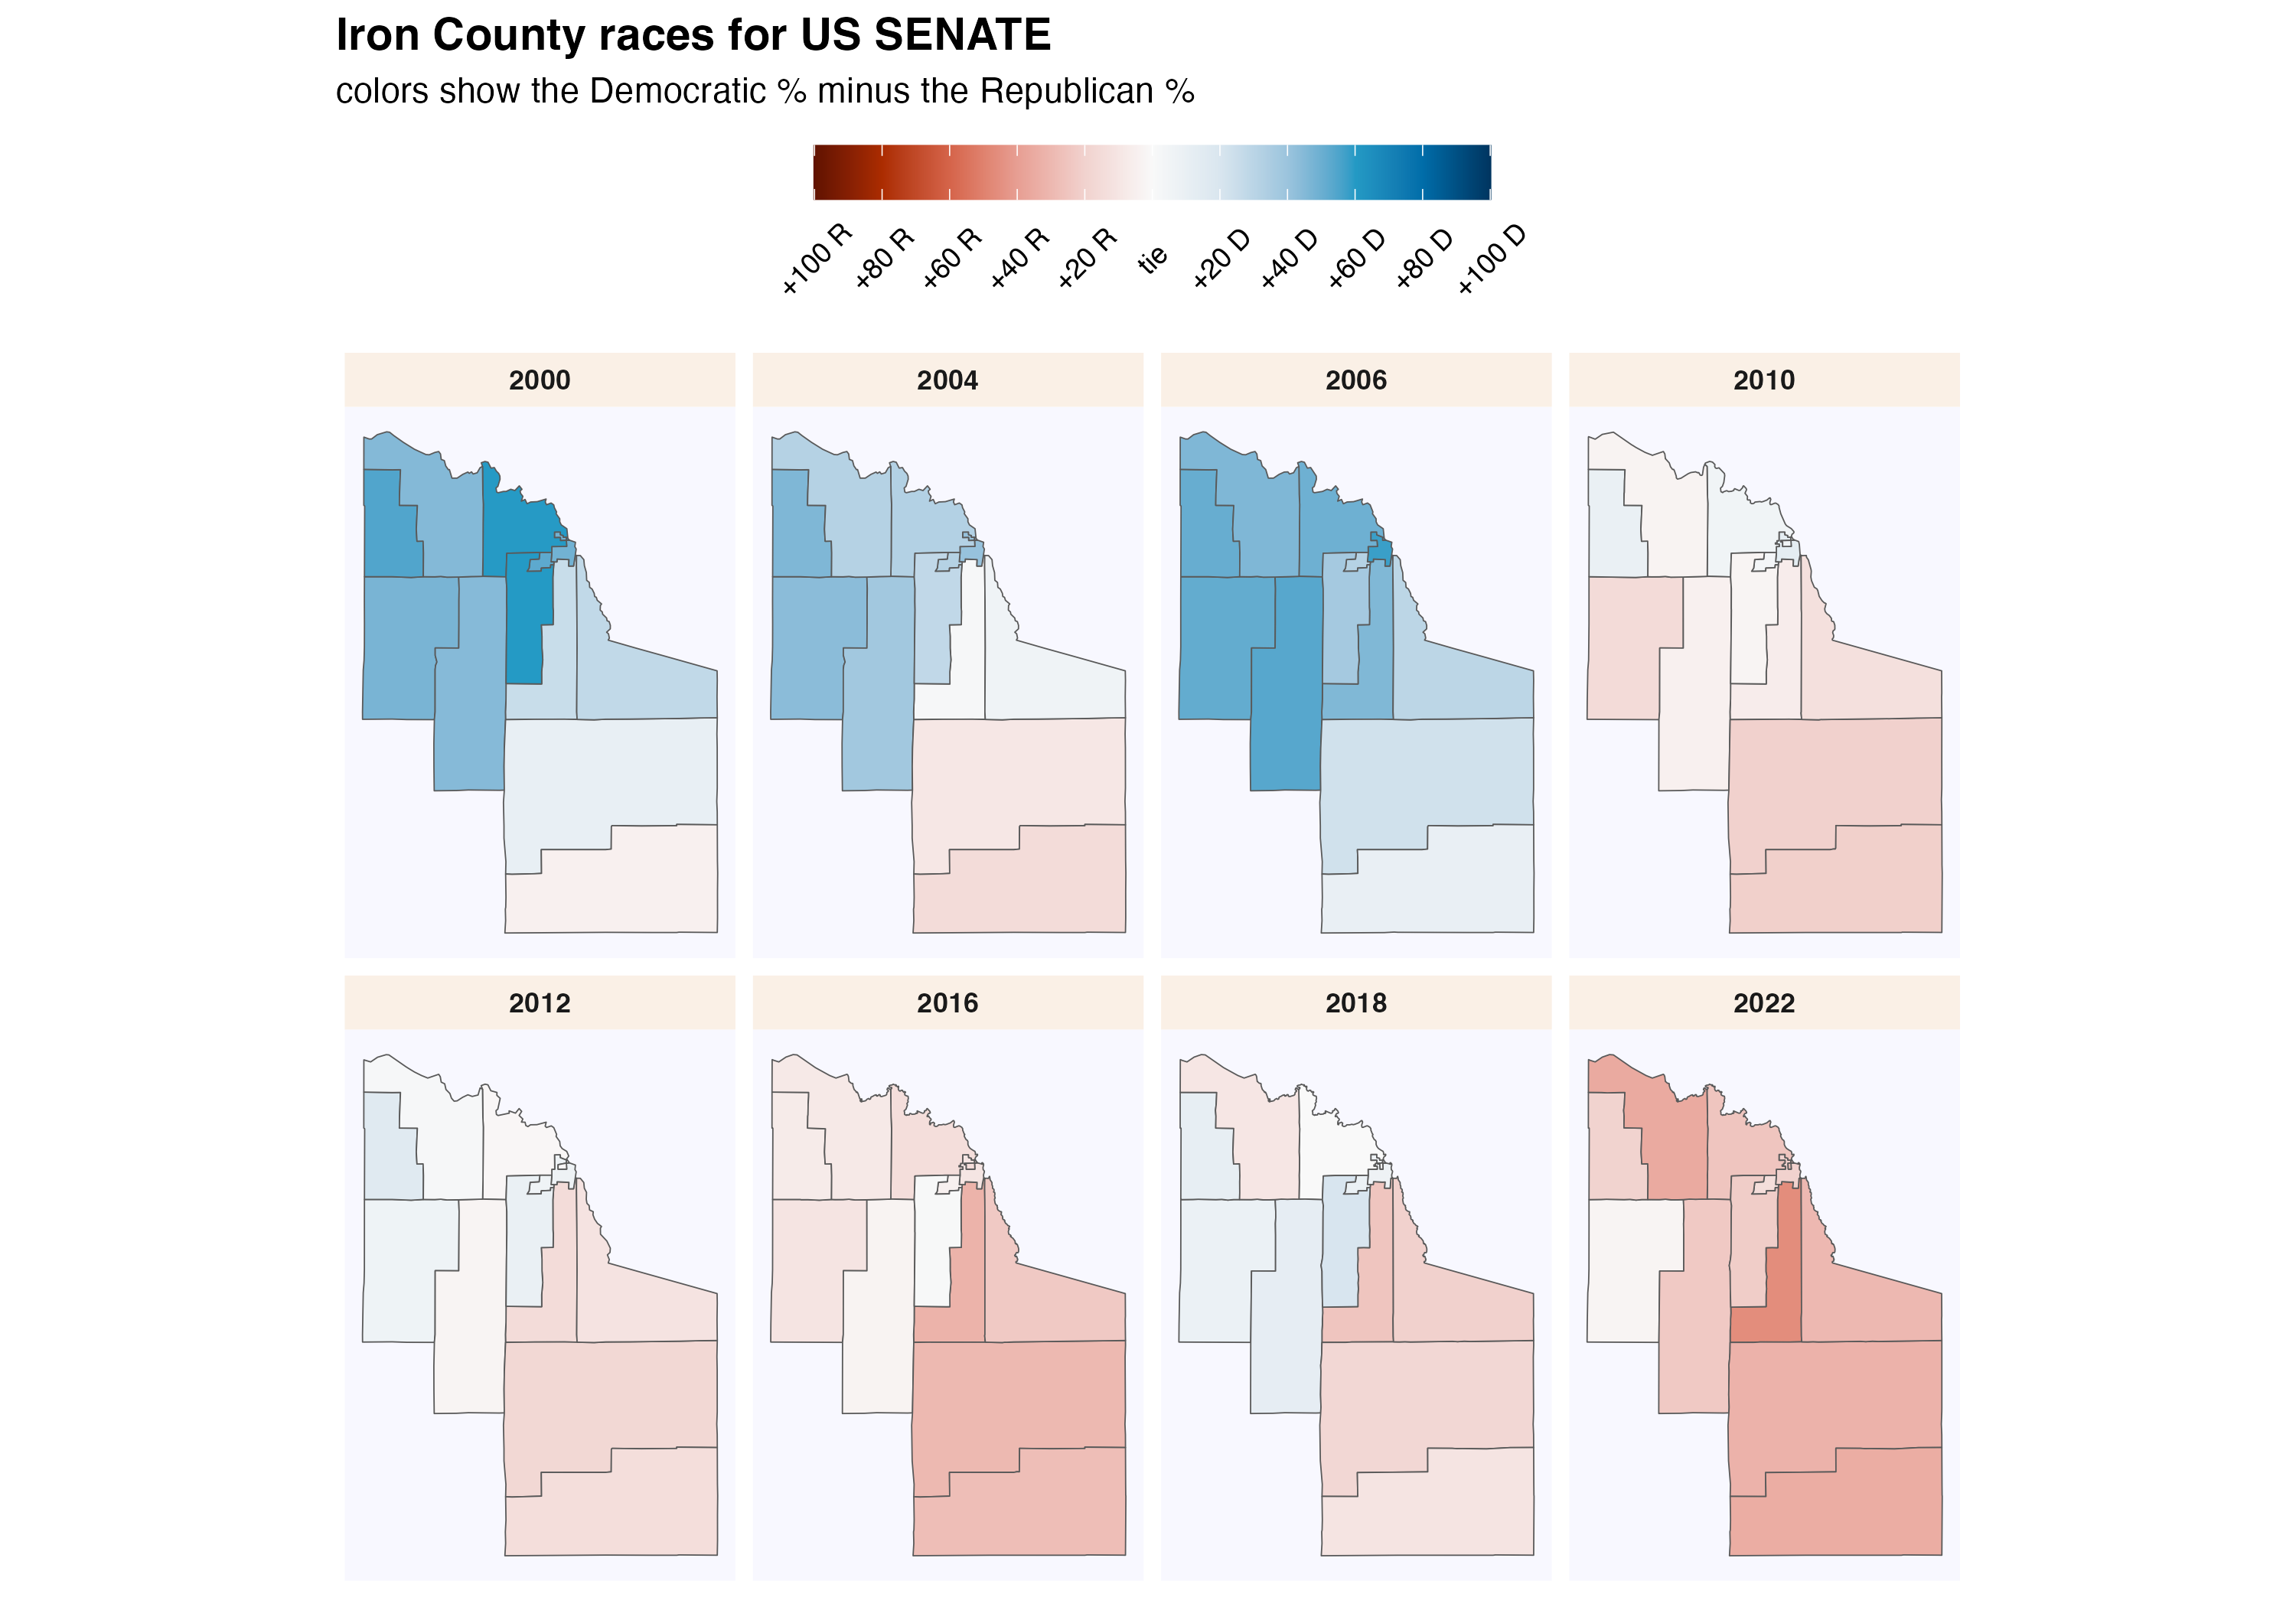 Iron County races for US SENATE
colors show the Democratic % minus the Republican %
+100 R
+80 R
+60 R
+40 R
+20 R
tie
+20 D
+40 D
+60 D
+80 D
+100 D
2000
2004
2006
2010
2012
2016
2018
2022